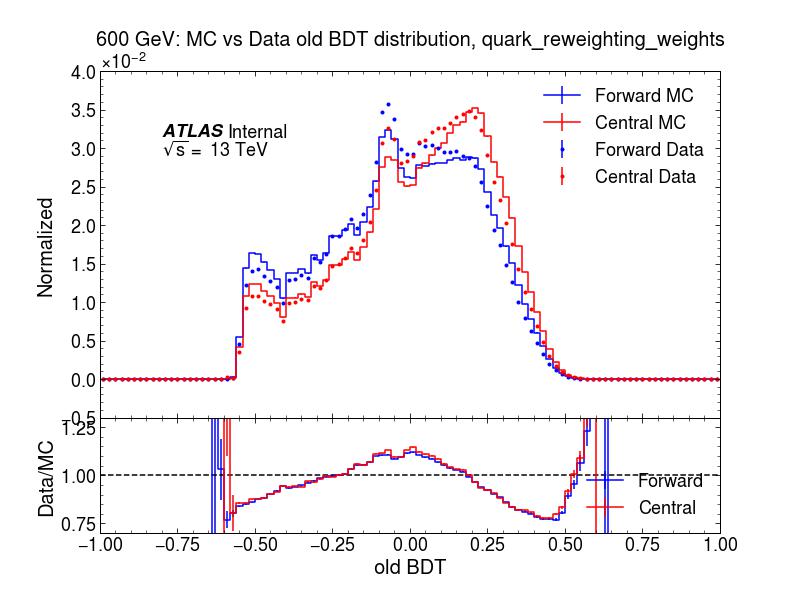 600 GeV: MC vs Data old BDT distribution, quark_reweighting_weights
×10⁻²
4.0
3.5
3.0
2.5
2.0
1.5
1.0
0.5
0.0
Normalized
ATLAS Internal
√s = 13 TeV
Forward MC
Central MC
Forward Data
Central Data
1.25
1.00
0.75
Data/MC
Forward
Central
−1.00 −0.75 −0.50 −0.25 0.00 0.25 0.50 0.75 1.00
old BDT